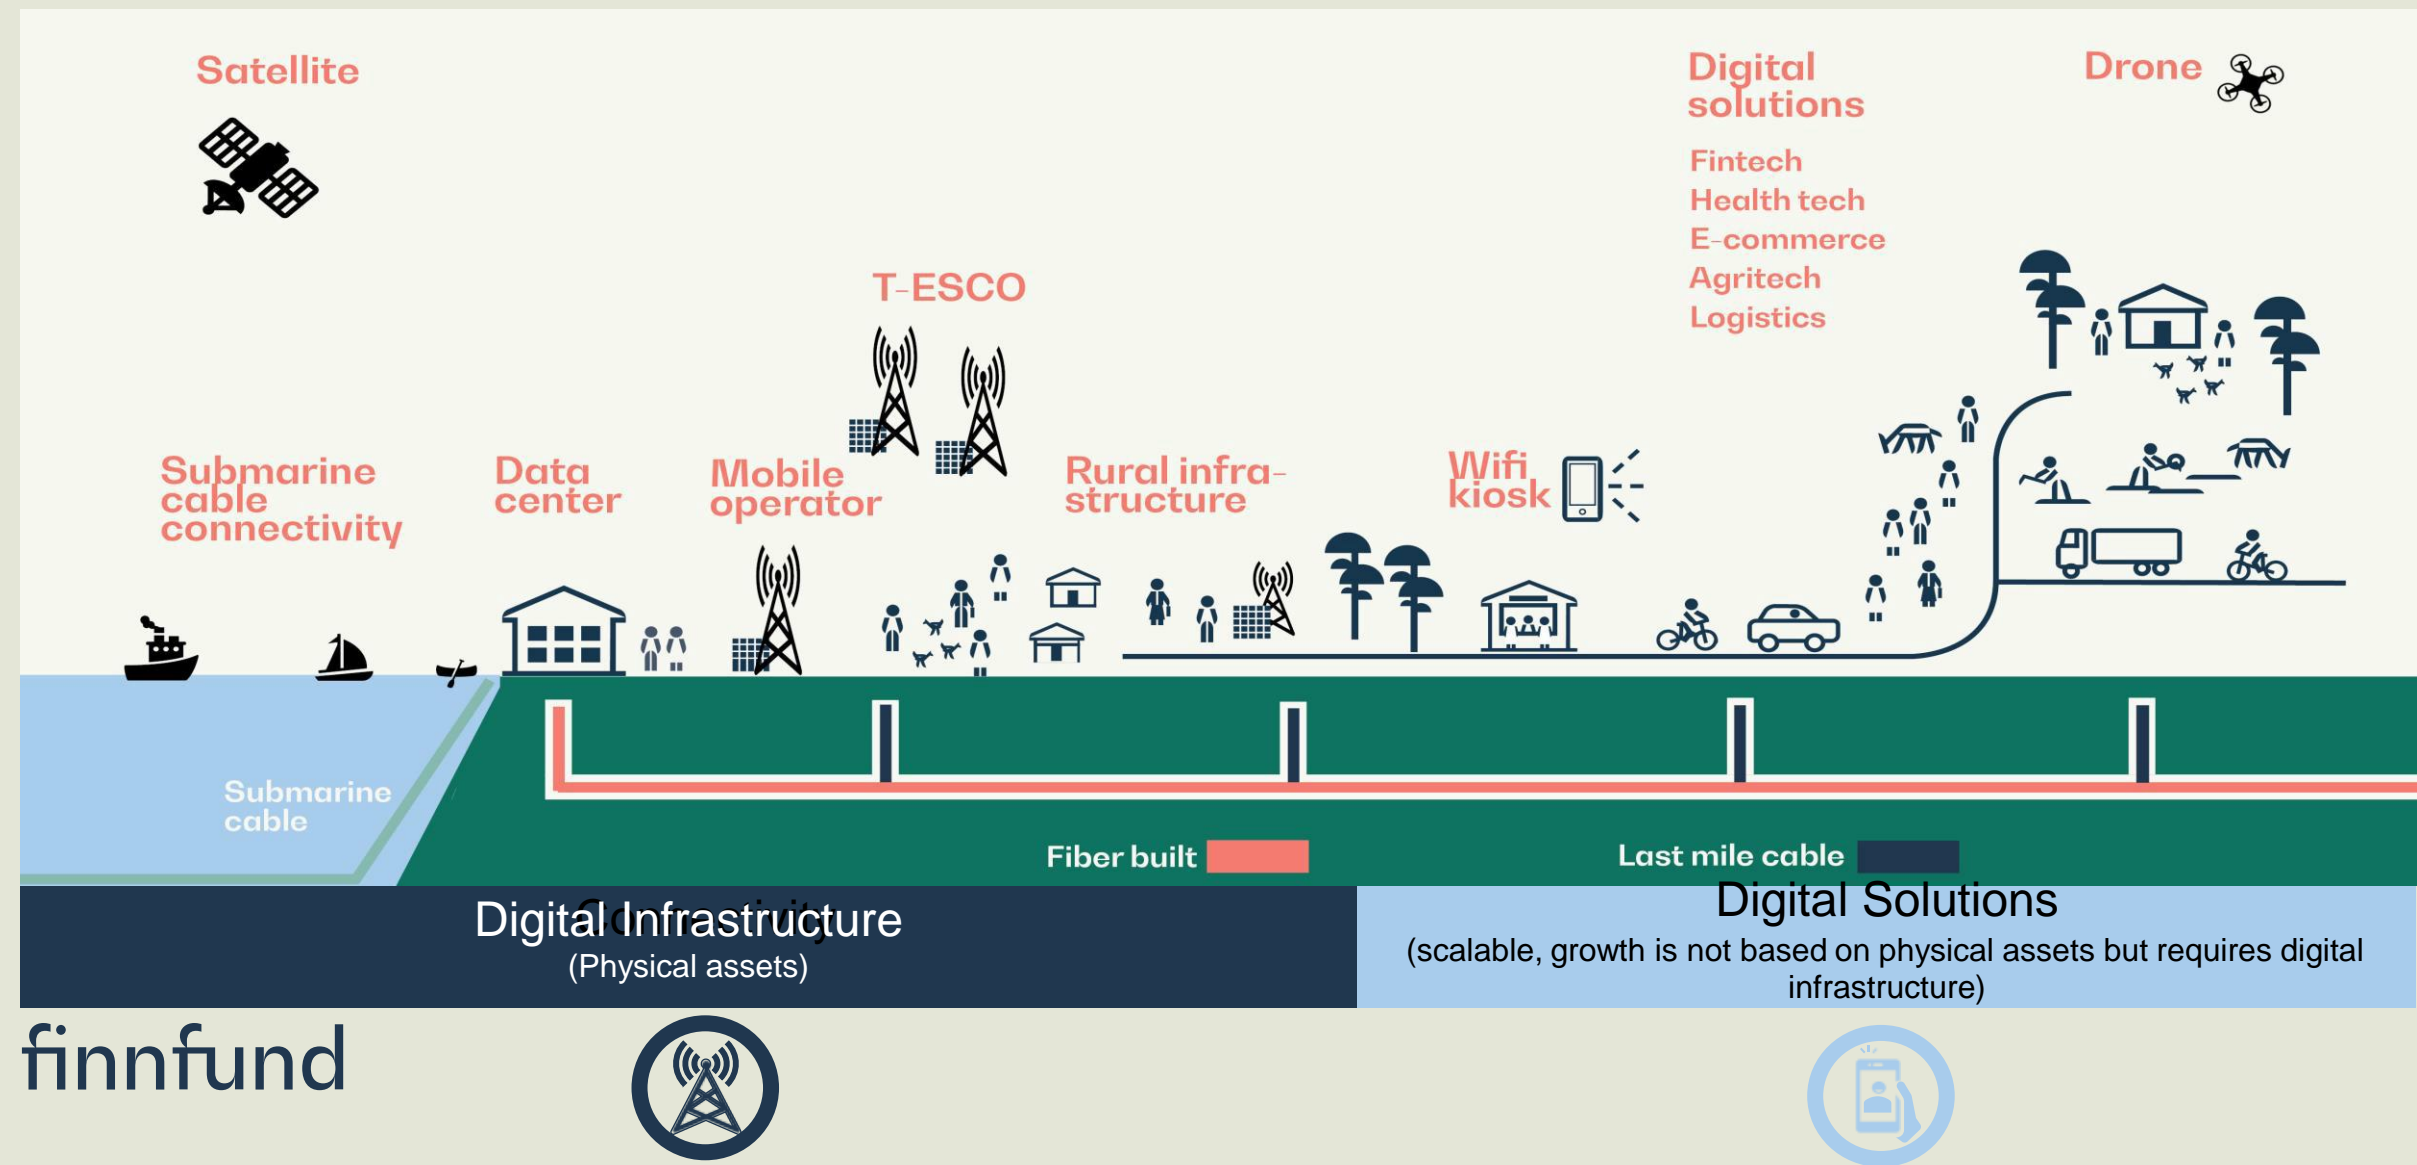 Satellite
Digital
solutions
Fintech
Health tech
E-commerce
Agritech
Logistics
Drone
T-ESCO
Submarine
cable
connectivity
Data
center
Mobile
operator
Rural infra-
structure
Wifi
kiosk
Submarine
cable
Fiber built
Last mile cable
Connectivity
Digital Infrastructure
(Physical assets)
Digital Solutions
(scalable, growth is not based on physical assets but requires digital
infrastructure)
finnfund